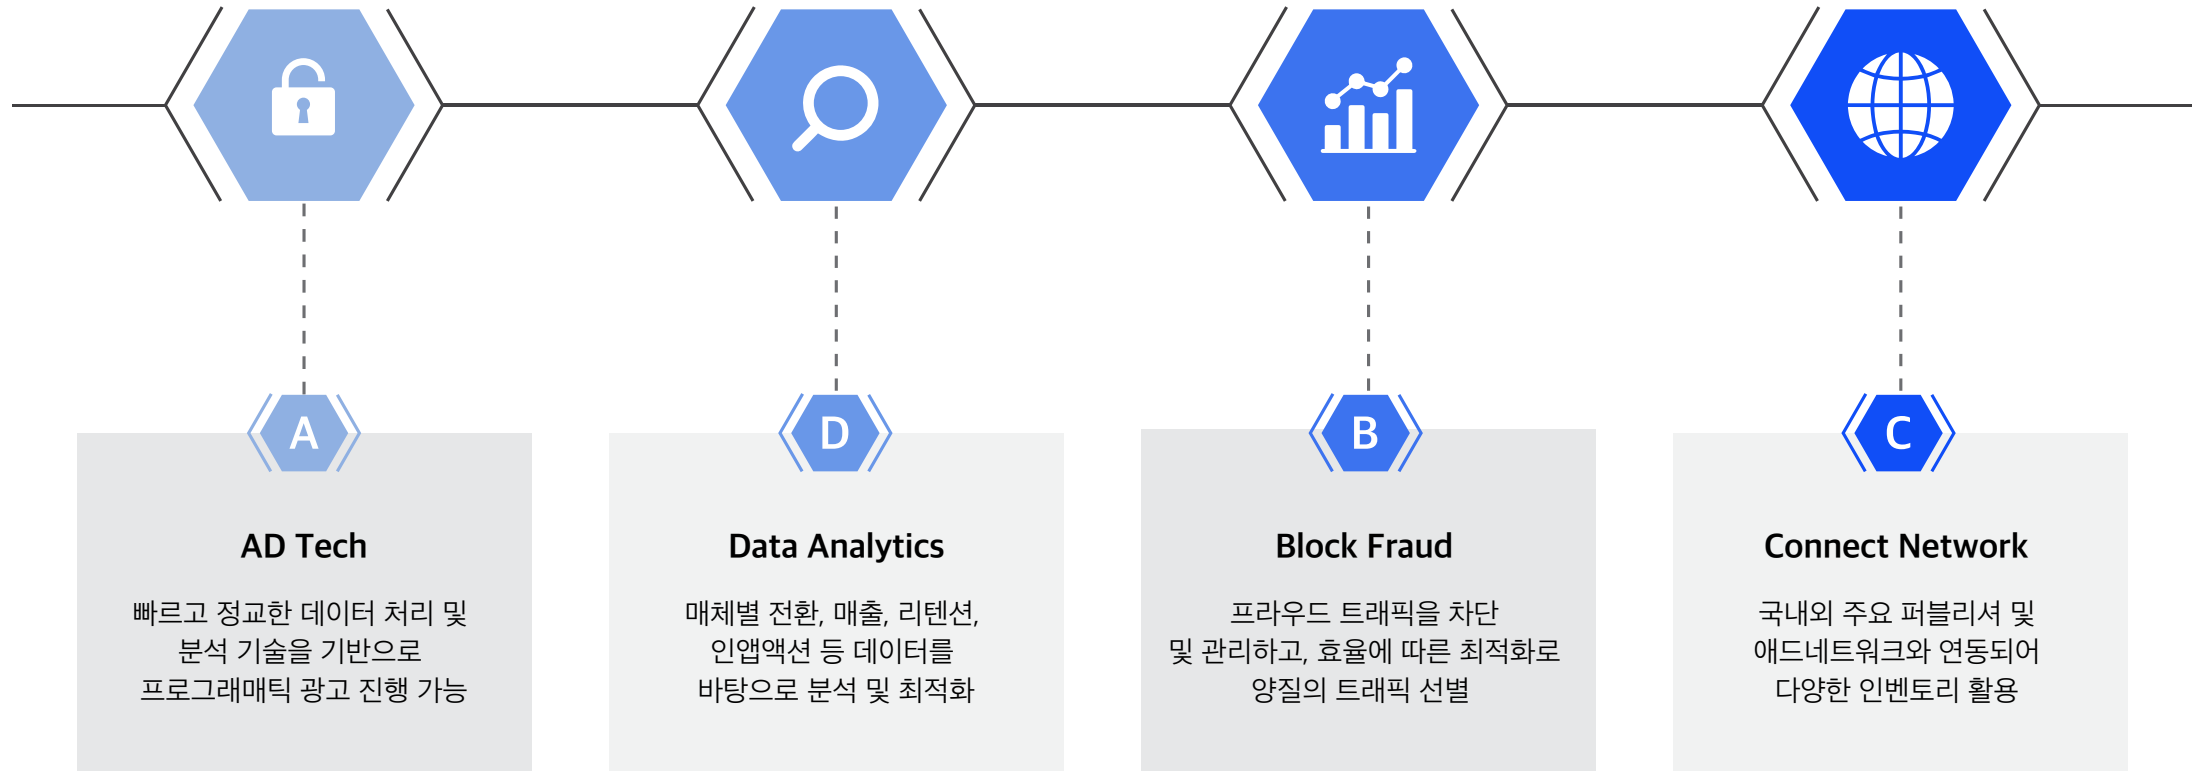 A
AD Tech
빠르고 정교한 데이터 처리 및
분석 기술을 기반으로
프로그래매틱 광고 진행 가능
D
Data Analytics
매체별 전환, 매출, 리텐션,
인앱액션 등 데이터를
바탕으로 분석 및 최적화
B
Block Fraud
프라우드 트래픽을 차단
및 관리하고, 효율에 따른 최적화로
양질의 트래픽 선별
C
Connect Network
국내외 주요 퍼블리셔 및
애드네트워크와 연동되어
다양한 인벤토리 활용